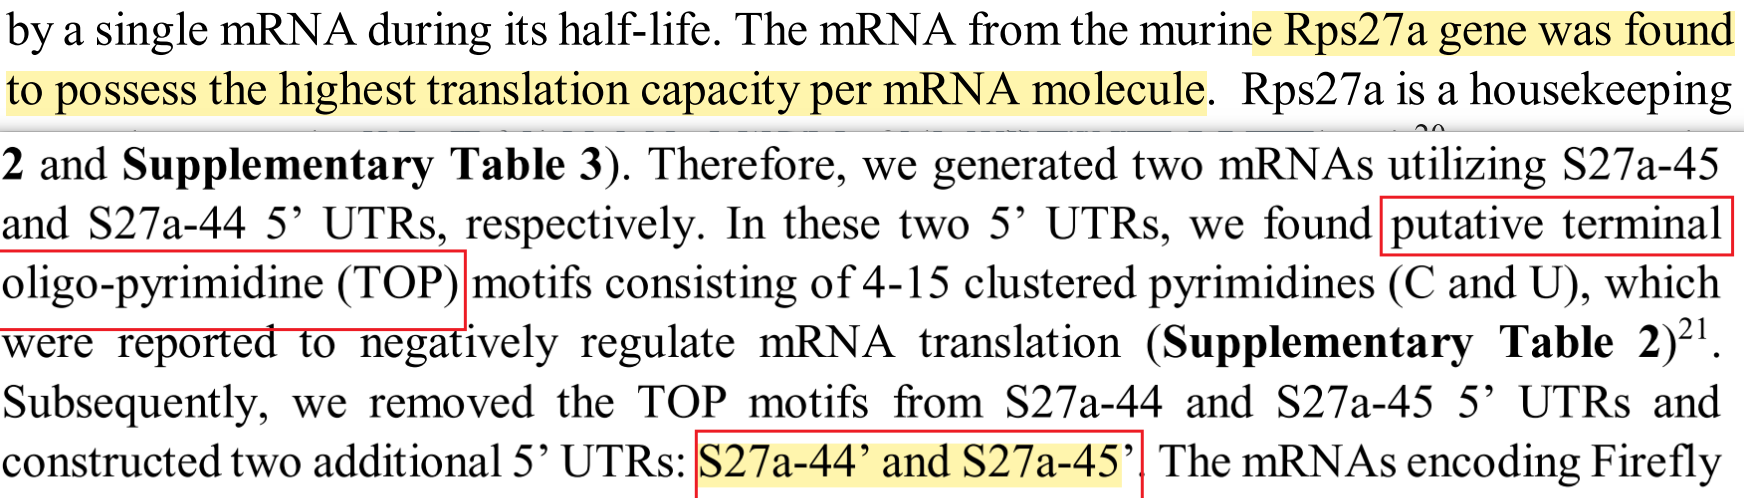 by a single mRNA during its half-life. The mRNA from the murine Rps27a gene was found
to possess the highest translation capacity per mRNA molecule. Rps27a is a housekeeping
2 and Supplementary Table 3). Therefore, we generated two mRNAs utilizing S27a-45
and S27a-44 5’ UTRs, respectively. In these two 5’ UTRs, we found putative terminal
oligo-pyrimidine (TOP) motifs consisting of 4-15 clustered pyrimidines (C and U), which
were reported to negatively regulate mRNA translation (Supplementary Table 2)21.
Subsequently, we removed the TOP motifs from S27a-44 and S27a-45 5’ UTRs and
constructed two additional 5’ UTRs: S27a-44’ and S27a-45’. The mRNAs encoding Firefly